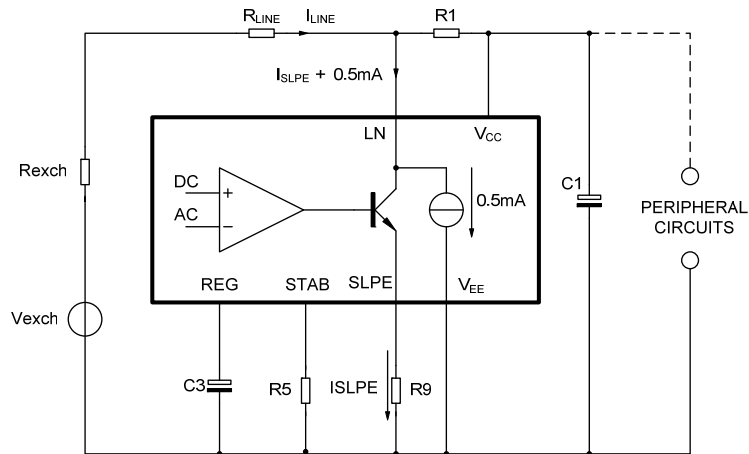 RLINE ILINE R1
ISLPE + 0.5mA
LN VCC
Rexch
DC
+
AC
−
0.5mA
C1
PERIPHERAL
CIRCUITS
REG STAB SLPE VEE
Vexch
C3 R5 ISLPE R9